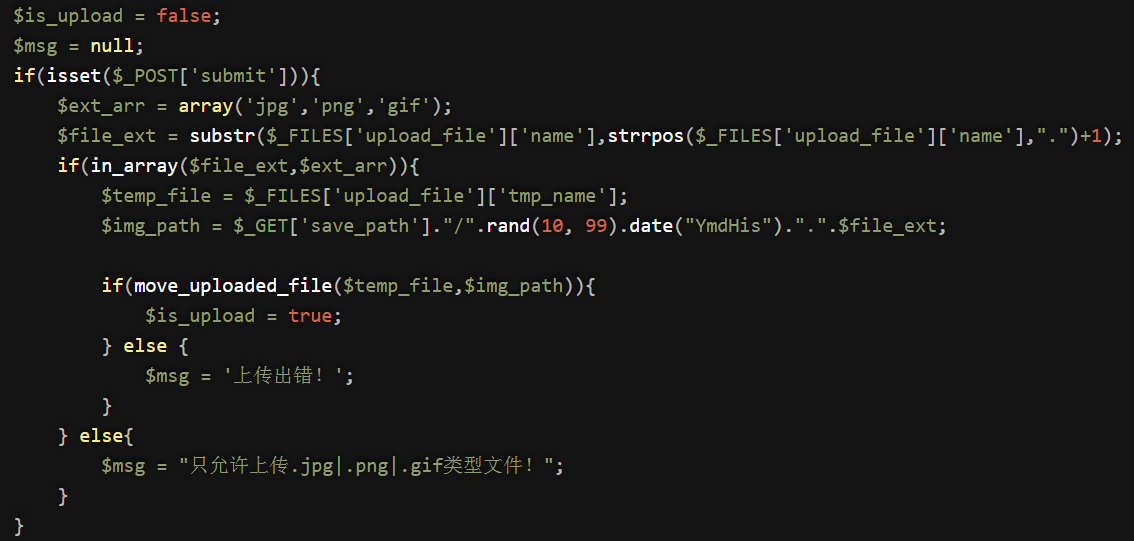 $is_upload = false;
$msg = null;
if(isset($_POST['submit'])){
    $ext_arr = array('jpg','png','gif');
    $file_ext = substr($_FILES['upload_file']['name'],strrpos($_FILES['upload_file']['name'],".")+1);
    if(in_array($file_ext,$ext_arr)){
        $temp_file = $_FILES['upload_file']['tmp_name'];
        $img_path = $_GET['save_path']."/".rand(10, 99).date("YmdHis").".".$file_ext;

        if(move_uploaded_file($temp_file,$img_path)){
            $is_upload = true;
        } else {
            $msg = '上传出错！';
        }
    } else{
        $msg = "只允许上传.jpg|.png|.gif类型文件！";
    }
}